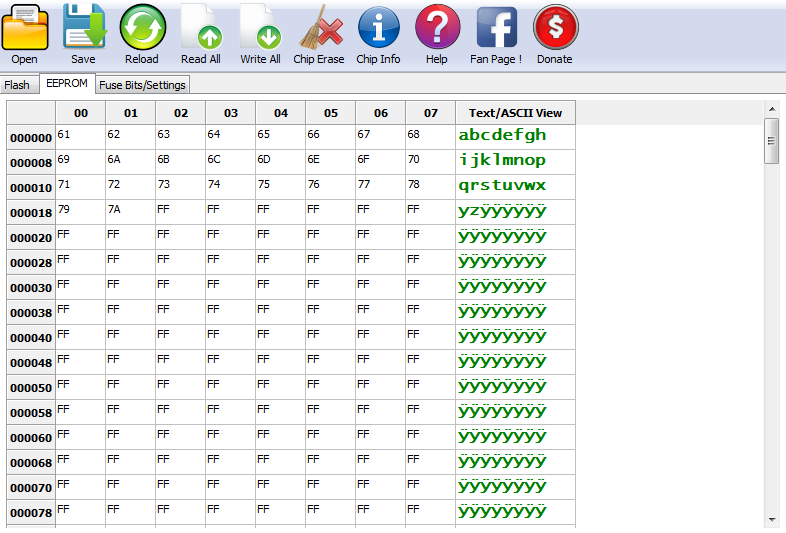 Open Save Reload Read All Write All Chip Erase Chip Info Help Fan Page ! Donate
Flash EEPROM Fuse Bits/Settings
00 01 02 03 04 05 06 07 Text/ASCII View
000000 61 62 63 64 65 66 67 68 abcdefgh
000008 69 6A 6B 6C 6D 6E 6F 70 ijklmnop
000010 71 72 73 74 75 76 77 78 qrstuvwx
000018 79 7A FF FF FF FF FF FF yzÿÿÿÿÿÿ
000020 FF FF FF FF FF FF FF FF ÿÿÿÿÿÿÿÿ
000028 FF FF FF FF FF FF FF FF ÿÿÿÿÿÿÿÿ
000030 FF FF FF FF FF FF FF FF ÿÿÿÿÿÿÿÿ
000038 FF FF FF FF FF FF FF FF ÿÿÿÿÿÿÿÿ
000040 FF FF FF FF FF FF FF FF ÿÿÿÿÿÿÿÿ
000048 FF FF FF FF FF FF FF FF ÿÿÿÿÿÿÿÿ
000050 FF FF FF FF FF FF FF FF ÿÿÿÿÿÿÿÿ
000058 FF FF FF FF FF FF FF FF ÿÿÿÿÿÿÿÿ
000060 FF FF FF FF FF FF FF FF ÿÿÿÿÿÿÿÿ
000068 FF FF FF FF FF FF FF FF ÿÿÿÿÿÿÿÿ
000070 FF FF FF FF FF FF FF FF ÿÿÿÿÿÿÿÿ
000078 FF FF FF FF FF FF FF FF ÿÿÿÿÿÿÿÿ